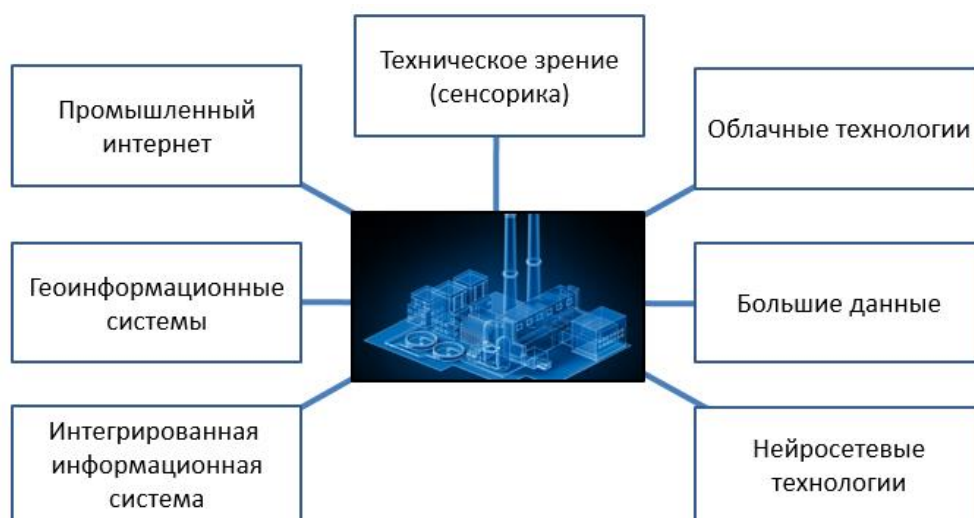 Техническое зрение
(сенсорика)
Промышленный
интернет
Облачные технологии
Геоинформационные
системы
Большие данные
Интегрированная
информационная
система
Нейросетевые
технологии